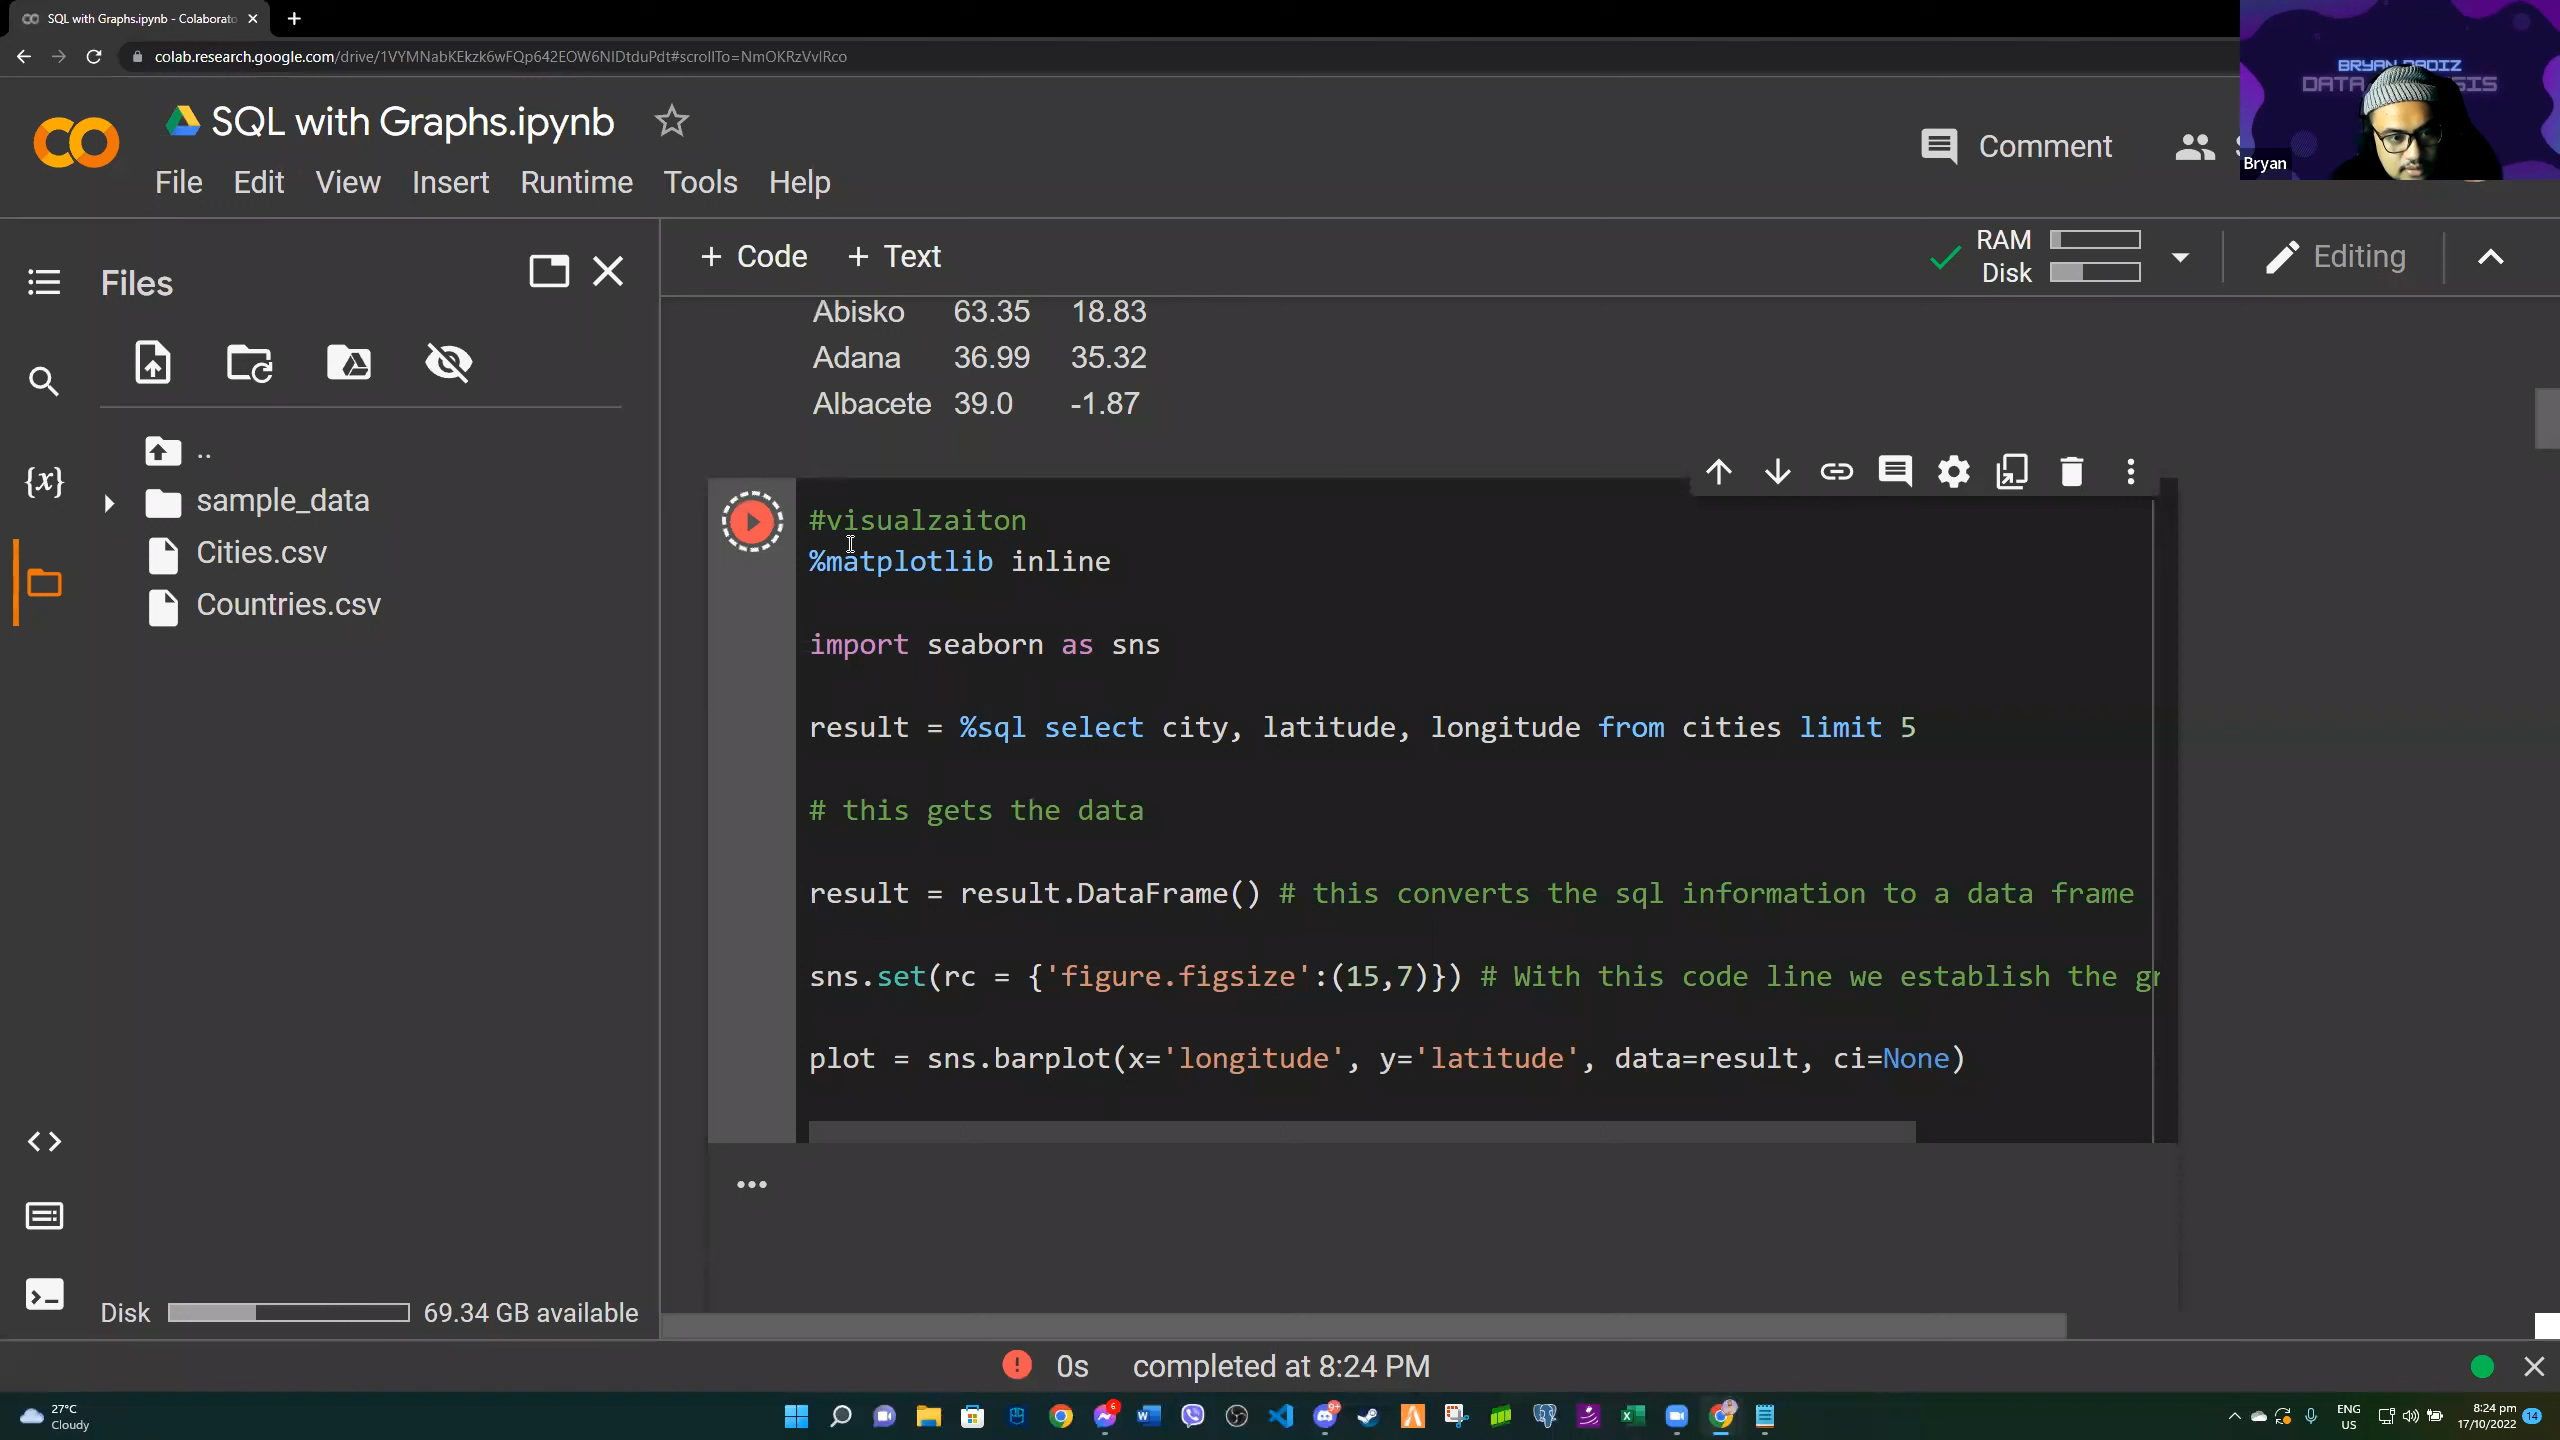 SQL with Graphs.ipynb - Colaborato
colab.research.google.com/drive/1VYMNabKEkzk6wFQp642EOW6NIDtduPdt#scrollTo=NmOKRzVvlRco
SQL with Graphs.ipynb
File Edit View Insert Runtime Tools Help
Comment
BRYAN
DATA
Bryan
Files
+ Code + Text
RAM
Disk
Editing
..
sample_data
Cities.csv
Countries.csv
Disk 69.34 GB available
Abisko 63.35 18.83
Adana 36.99 35.32
Albacete 39.0 -1.87
#visualzaiton
%matplotlib inline
import seaborn as sns
result = %sql select city, latitude, longitude from cities limit 5
# this gets the data
result = result.DataFrame() # this converts the sql information to a data frame
sns.set(rc = {'figure.figsize':(15,7)}) # With this code line we establish the gr
plot = sns.barplot(x='longitude', y='latitude', data=result, ci=None)
0s completed at 8:24 PM
27°C
Cloudy
ENG
US
8:24 pm
17/10/2022
14